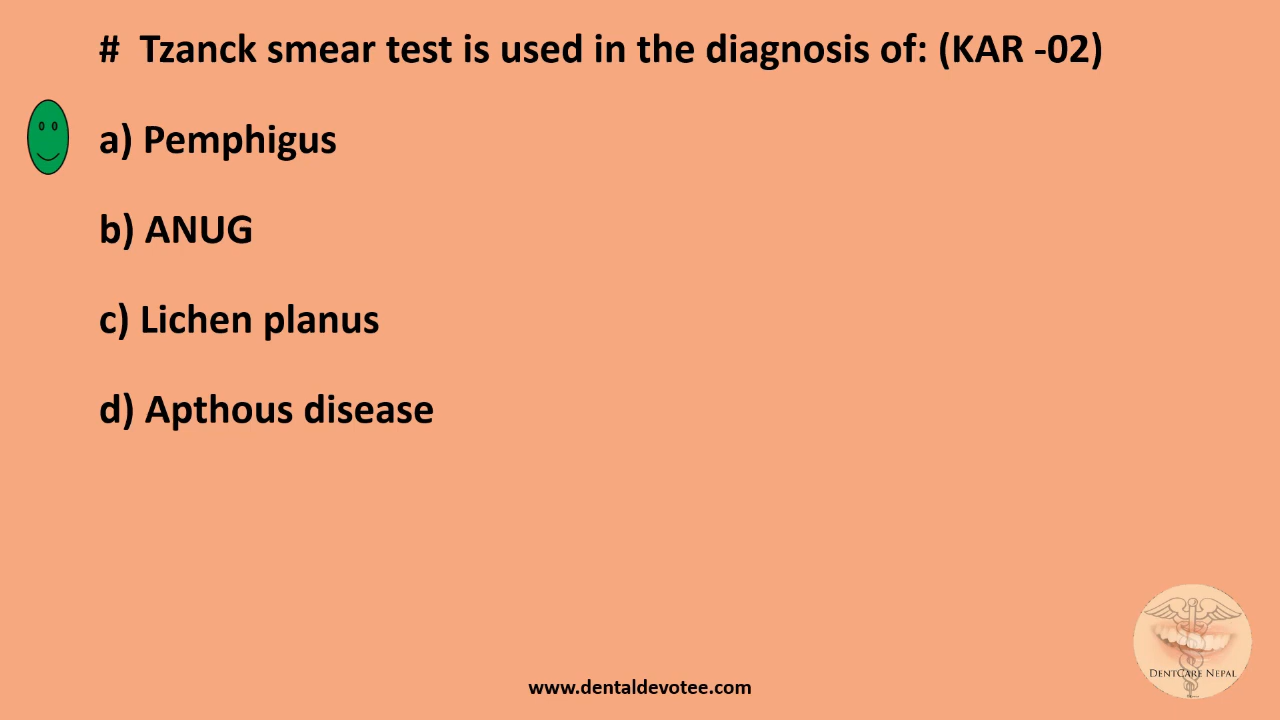 # Tzanck smear test is used in the diagnosis of: (KAR -02)
a) Pemphigus
b) ANUG
c) Lichen planus
d) Apthous disease
DENTCARE NEPAL
www.dentaldevotee.com